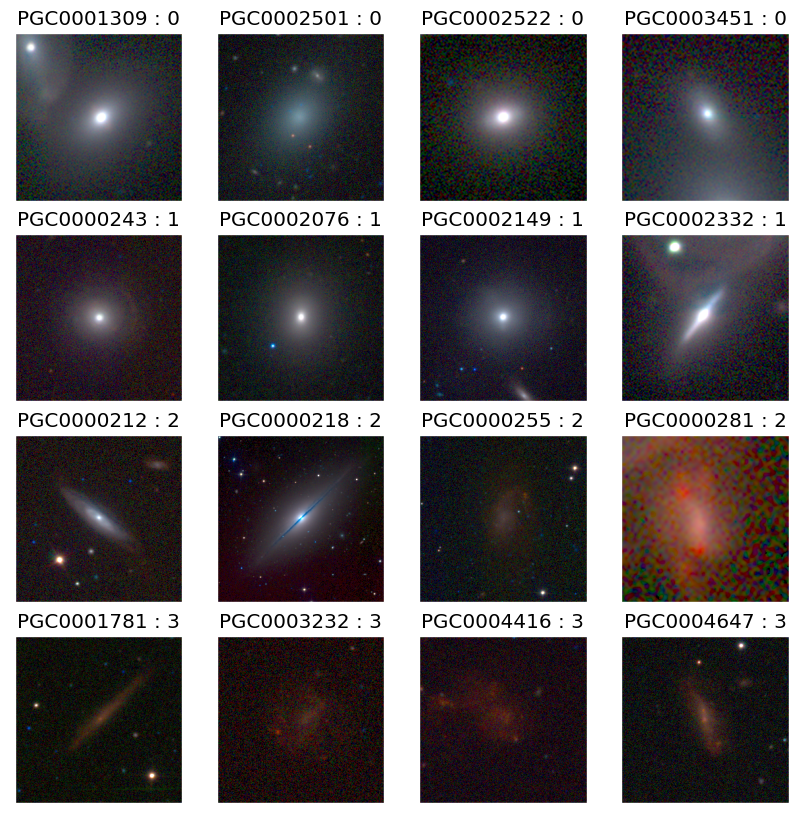 PGC0001309 : 0 PGC0002501 : 0 PGC0002522 : 0 PGC0003451 : 0
PGC0000243 : 1 PGC0002076 : 1 PGC0002149 : 1 PGC0002332 : 1
PGC0000212 : 2 PGC0000218 : 2 PGC0000255 : 2 PGC0000281 : 2
PGC0001781 : 3 PGC0003232 : 3 PGC0004416 : 3 PGC0004647 : 3